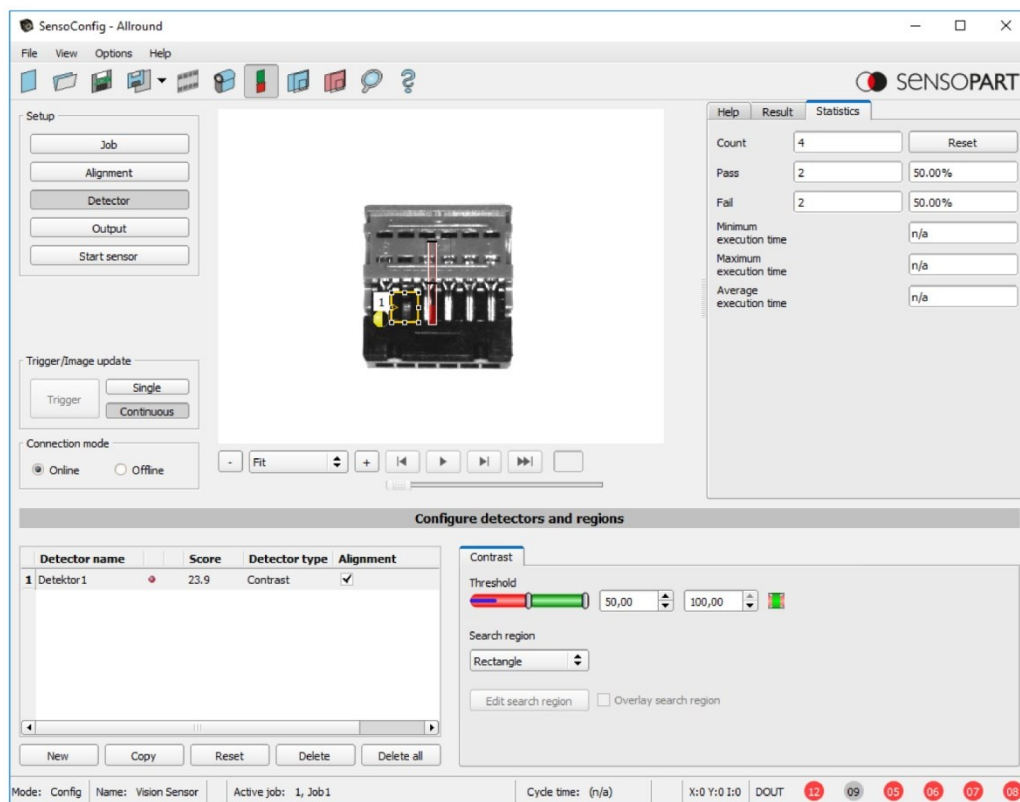 SensoConfig - Allround
File View Options Help
SENSOPART
Setup
Job
Alignment
Detector
Output
Start sensor
Trigger/Image update
Trigger
Single
Continuous
Connection mode
Online Offline
1
- Fit +
Help Result Statistics
Count 4 Reset
Pass 2 50.00%
Fail 2 50.00%
Minimum
execution time n/a
Maximum
execution time n/a
Average
execution time n/a
Configure detectors and regions
Detector name Score Detector type Alignment
1 Detektor1 23.9 Contrast
New Copy Reset Delete Delete all
Contrast
Threshold
50,00 100,00
Search region
Rectangle
Edit search region Overlay search region
Mode: Config Name: Vision Sensor Active job: 1, Job1 Cycle time: (n/a) X:0 Y:0 I:0 DOUT 12 09 05 06 07 08